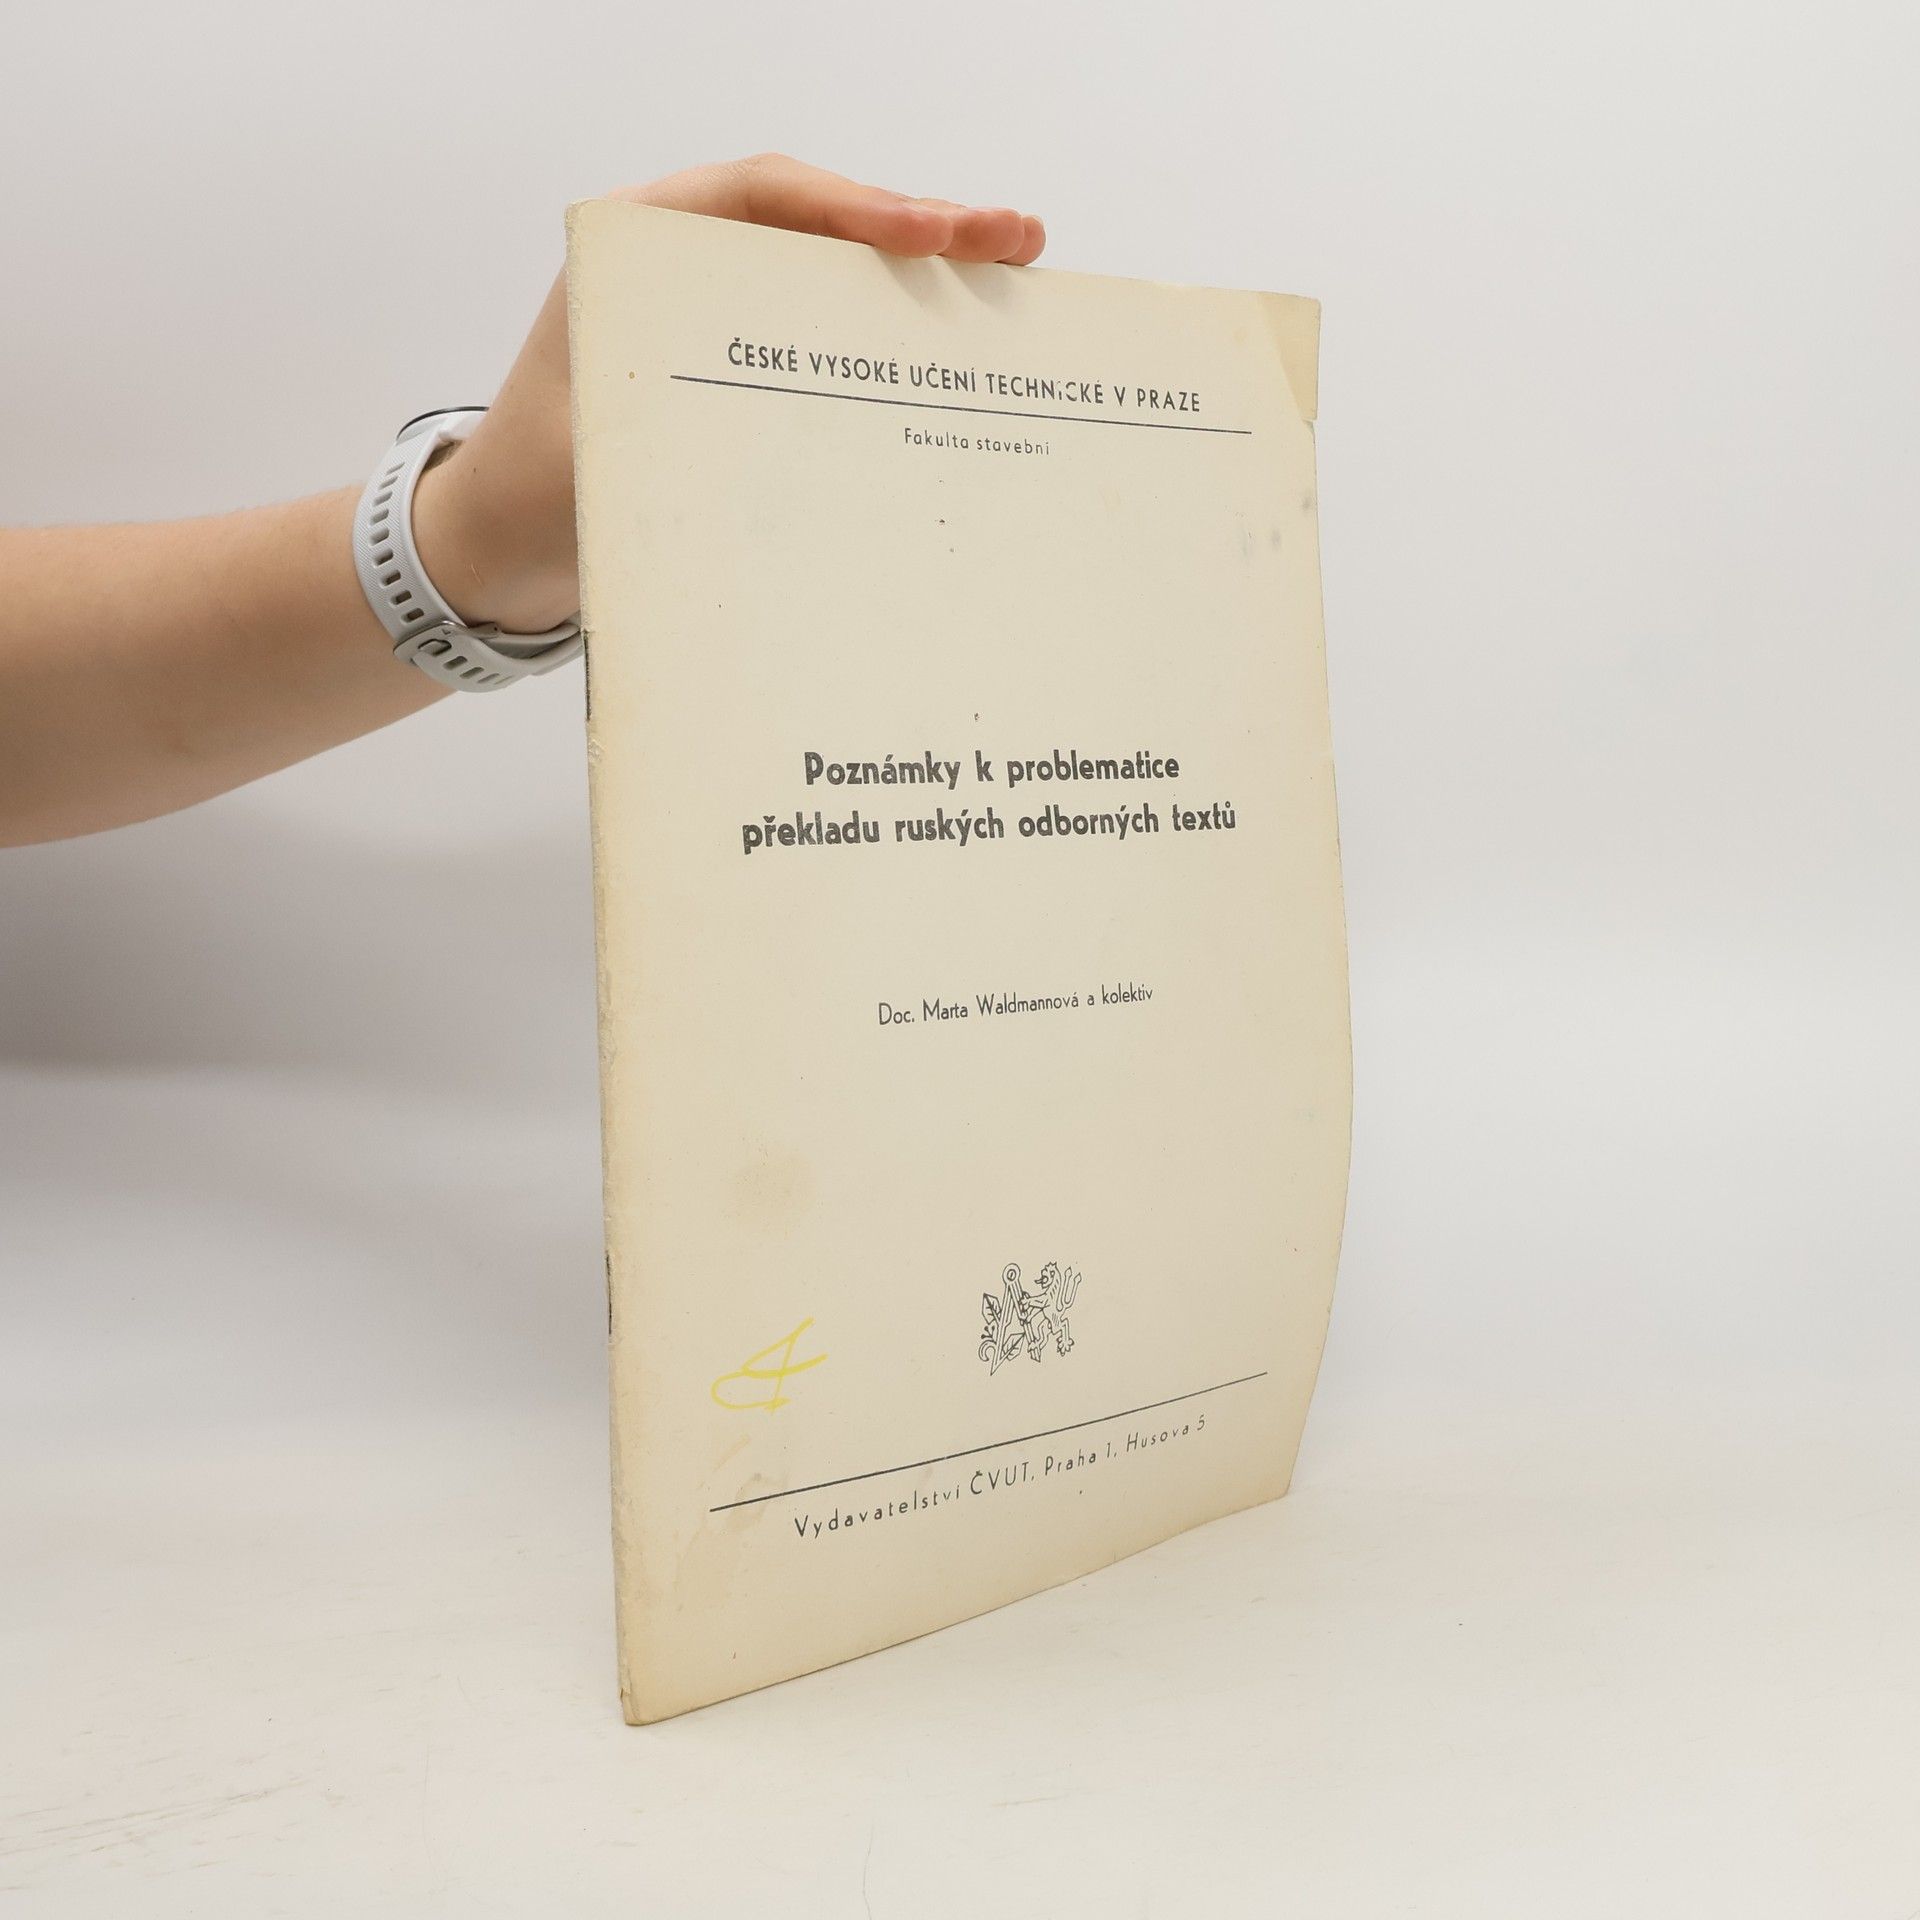 ČESKÉ VYSOKÉ UČENÍ TECHNICKÉ V PRAZE
Fakulta stavební
Poznámky k problematice
překladu ruských odborných textů
Doc. Marta Waldmannová a kolektiv
Vydavatelství ČVUT, Praha 1, Husova 5